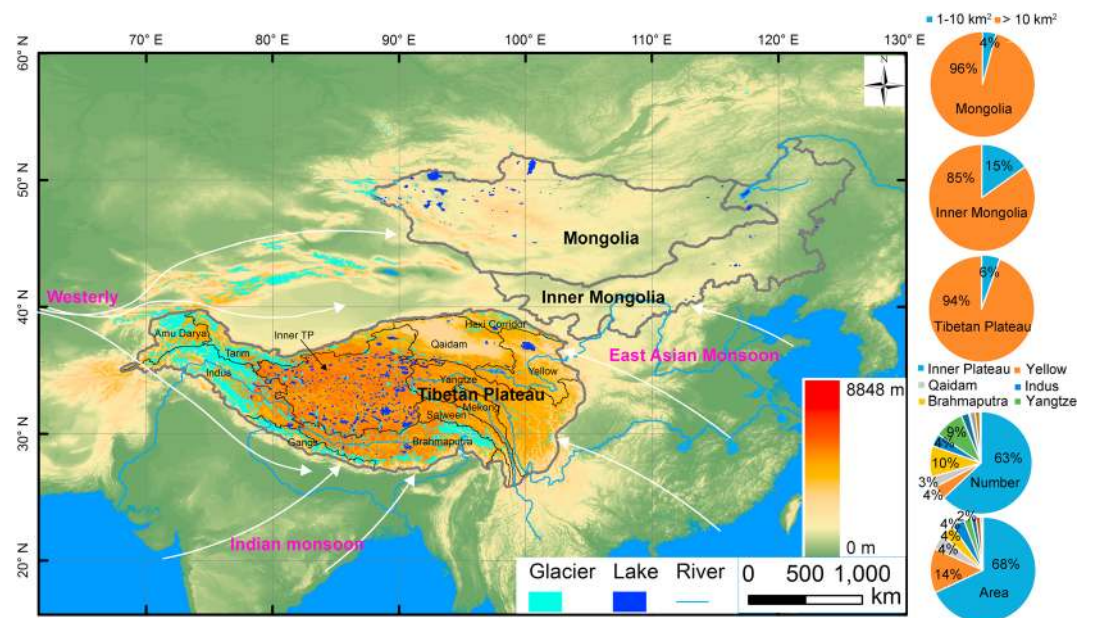 70° E 80° E 90° E 100° E 110° E 120° E 130° E
60° N
50° N
40° N
30° N
20° N
N
Westerly
Mongolia
Inner Mongolia
East Asian Monsoon
Indian monsoon
Amu Darya
Tarim
Inner TP
Indus
Hexi Corridor
Qaidam
Yellow
Yangtze
Tibetan Plateau
Mekong
Salween
Ganga
Brahmaputra
8848 m
0 m
Glacier Lake River
0 500 1,000
km
1-10 km² > 10 km²
4%
96%
Mongolia
15%
85%
Inner Mongolia
6%
94%
Tibetan Plateau
Inner Plateau Yellow
Qaidam Indus
Brahmaputra Yangtze
9%
4%
10%
3%
4%
63%
Number
2%
4%
4%
4%
14%
68%
Area